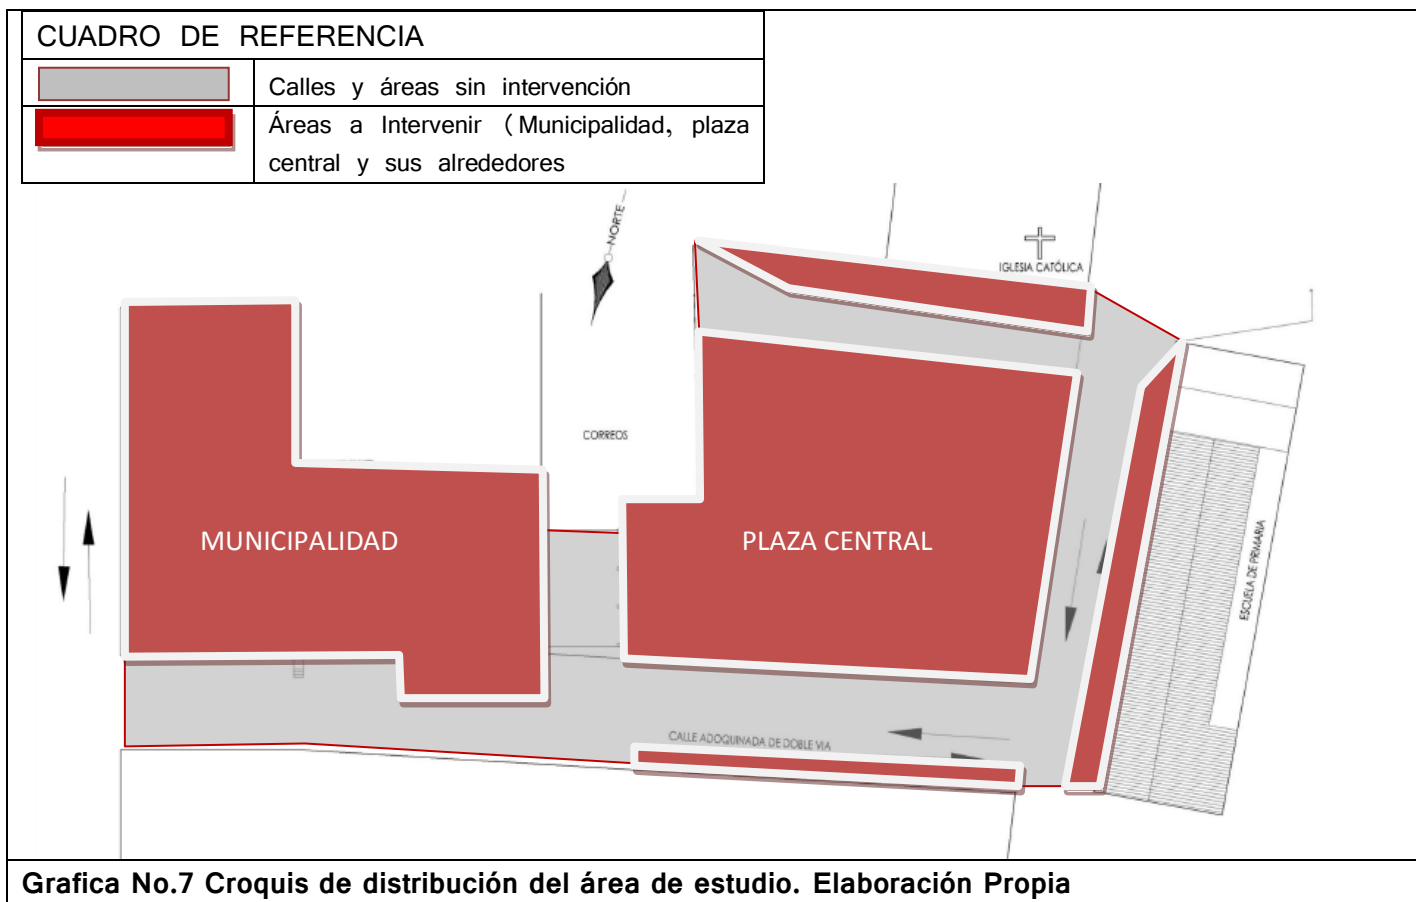 CUADRO DE REFERENCIA
Calles y áreas sin intervención
Áreas a Intervenir (Municipalidad, plaza
central y sus alrededores
NORTE
IGLESIA CATÓLICA
CORREOS
MUNICIPALIDAD
PLAZA CENTRAL
ESCUELA DE PRIMARIA
CALLE ADOQUINADA DE DOBLE VIA
Grafica No.7 Croquis de distribución del área de estudio. Elaboración Propia